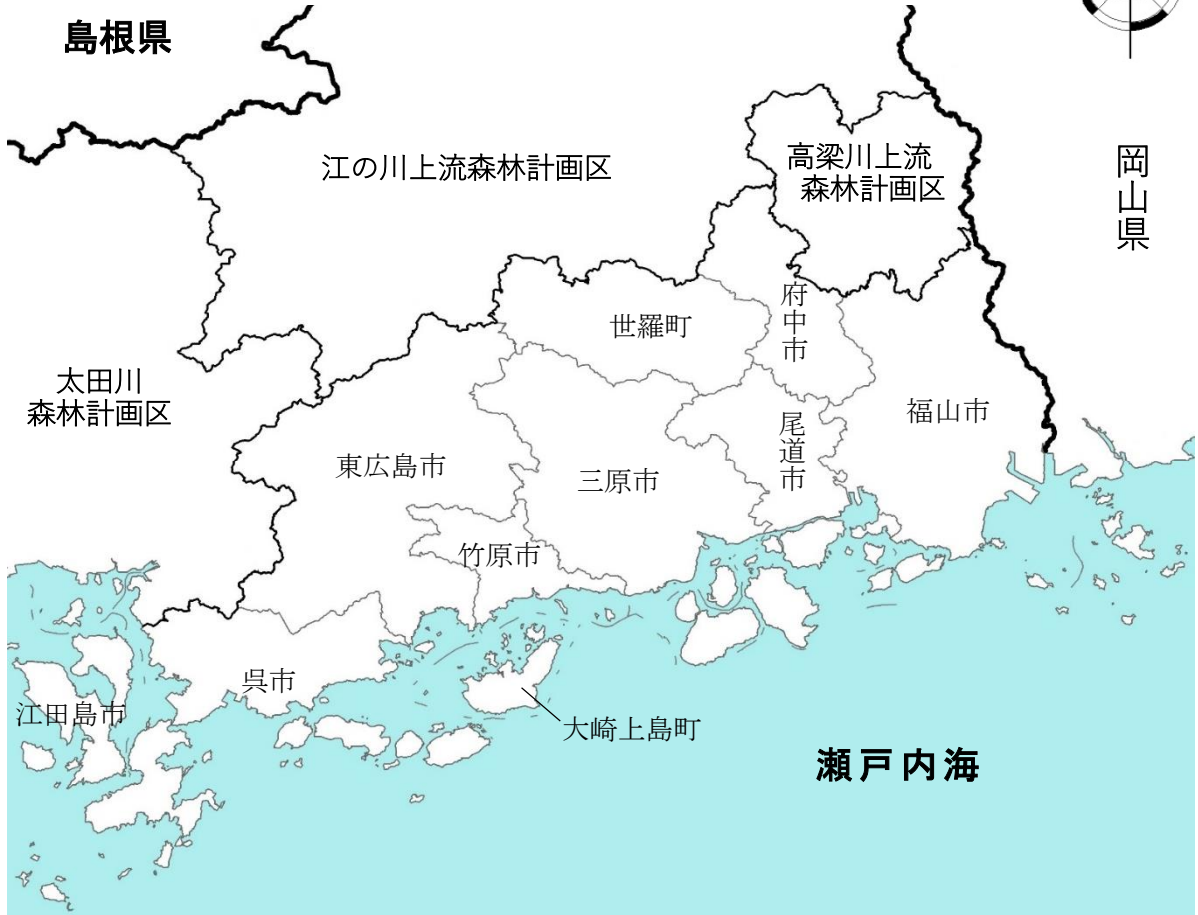 島根県
江の川上流森林計画区
高梁川上流
森林計画区
岡山県
世羅町
府中市
太田川
森林計画区
福山市
尾道市
東広島市
三原市
竹原市
呉市
江田島市
大崎上島町
瀬戸内海